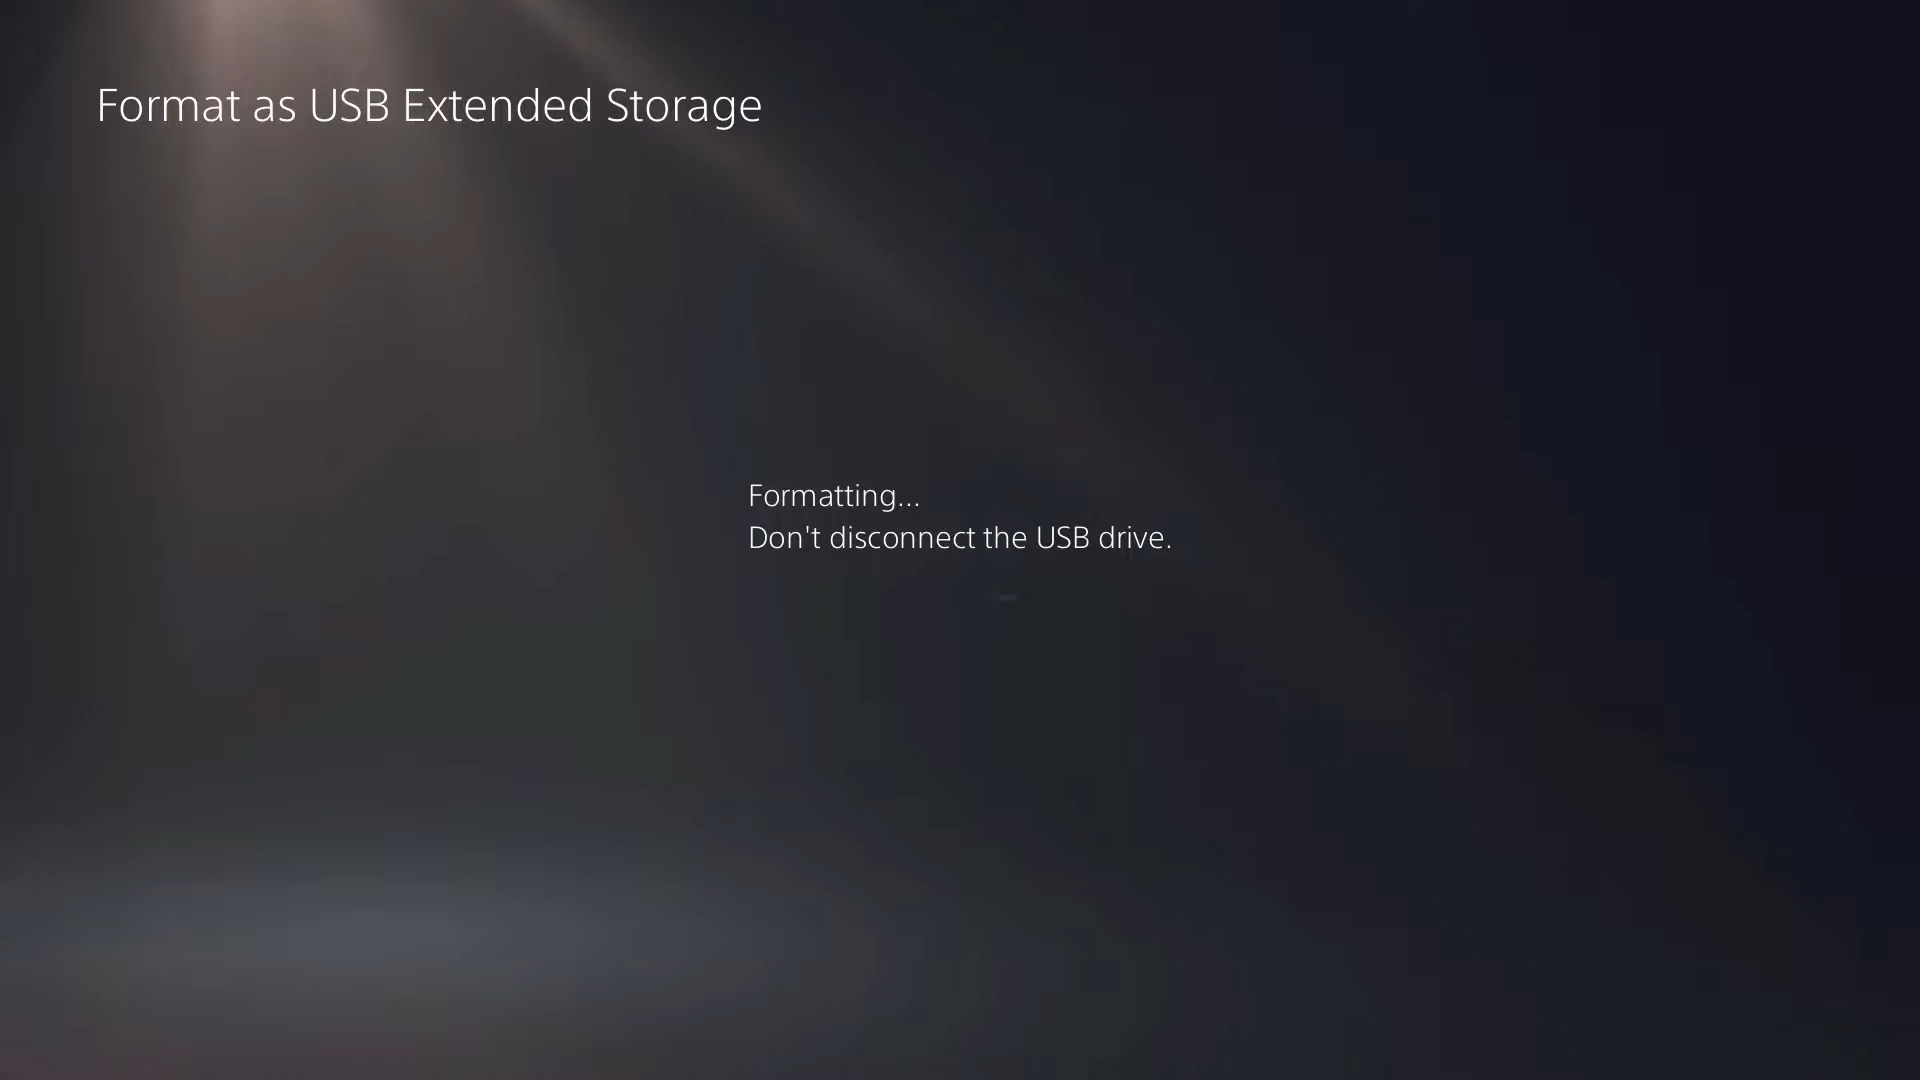 Format as USB Extended Storage
Formatting...
Don't disconnect the USB drive.